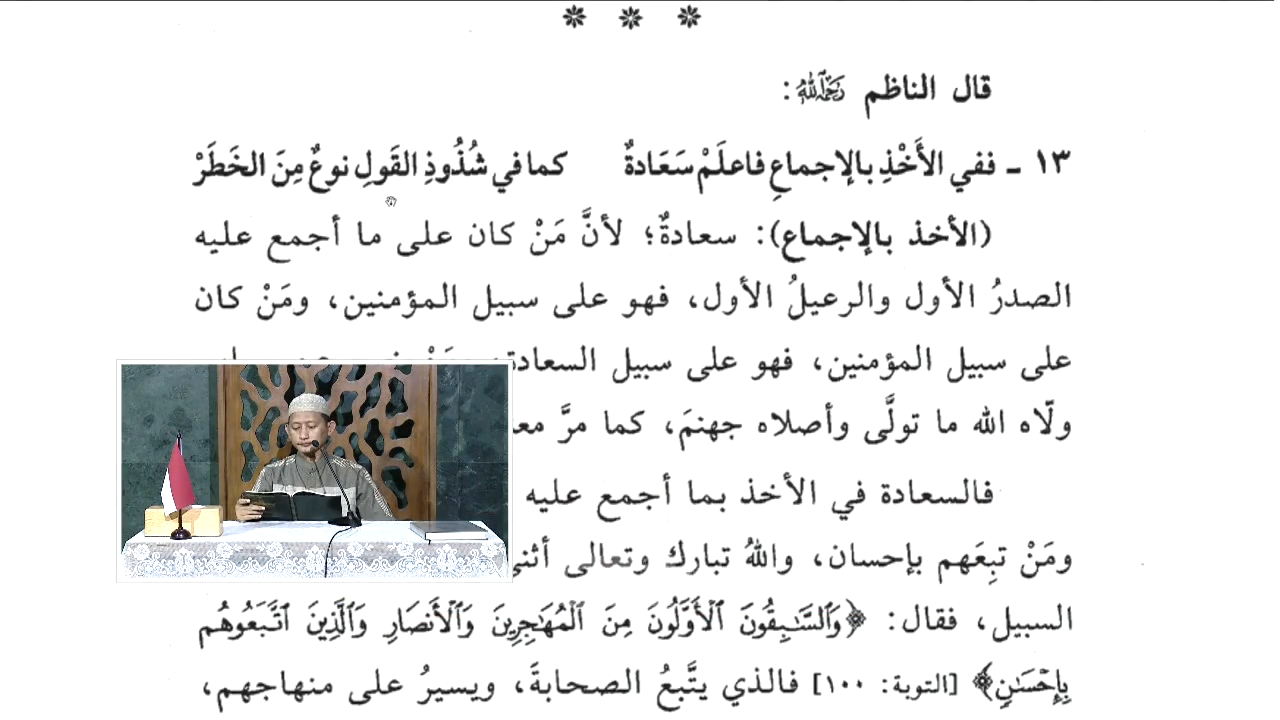 قال الناظم رَحِمَهُ اللَّهُ:
١٣ ـ ففي الأَخْذِ بالإجماعِ فاعلَمْ سَعَادةٌ كما في شُذُوذِ القَولِ نوعٌ مِنَ الخَطَرْ
(الأخذ بالإجماع): سعادةٌ؛ لأنَّ مَنْ كان على ما أجمع عليه
الصدرُ الأول والرعيلُ الأول، فهو على سبيل المؤمنين، ومَنْ كان
على سبيل المؤمنين، فهو على سبيل السعادة
ولّاه الله ما تولَّى وأصلاه جهنمَ، كما مرَّ
فالسعادة في الأخذ بما أجمع عليه
ومَنْ تبِعَهم بإحسان، واللهُ تبارك وتعالى أثنى
السبيل، فقال: ﴿وَٱلسَّـٰبِقُونَ ٱلْأَوَّلُونَ مِنَ ٱلْمُهَـٰجِرِينَ وَٱلْأَنصَارِ وَٱلَّذِينَ ٱتَّبَعُوهُم
بِإِحْسَـٰنٍ﴾ [التوبة: ١٠٠] فالذي يتَّبعُ الصحابةَ، ويسيرُ على منهاجهم،